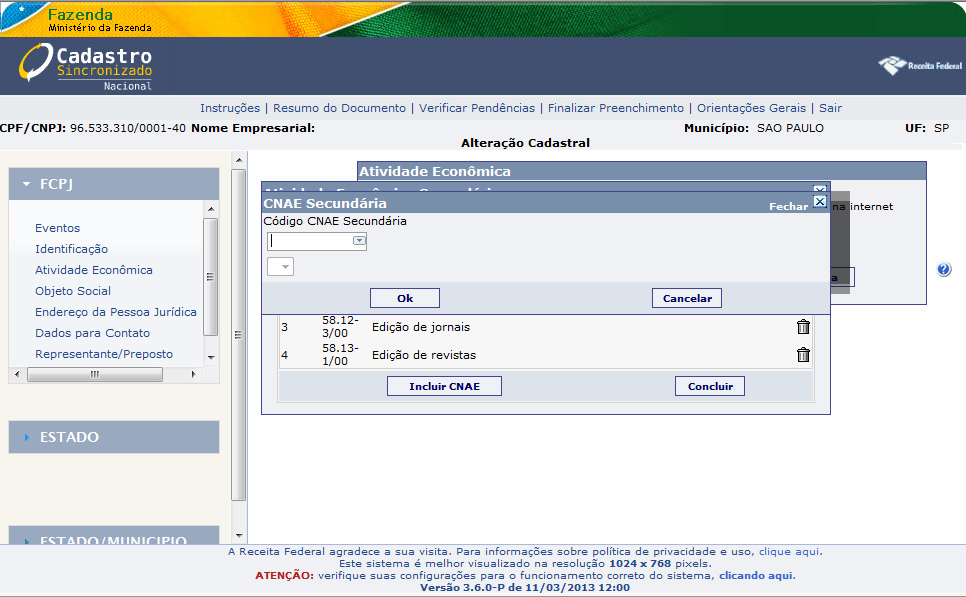 Fazenda
Ministério da Fazenda
Cadastro
Sincronizado
Nacional
Receita Federal
Instruções | Resumo do Documento | Verificar Pendências | Finalizar Preenchimento | Orientações Gerais | Sair
CPF/CNPJ: 96.533.310/0001-40 Nome Empresarial: Município: SAO PAULO UF: SP
Alteração Cadastral
FCPJ
Eventos
Identificação
Atividade Econômica
Objeto Social
Endereço da Pessoa Jurídica
Dados para Contato
Representante/Preposto
ESTADO
ESTADO/MUNICIPIO
Atividade Econômica
na internet
a
CNAE Secundária
Fechar
Código CNAE Secundária
Ok Cancelar
3 58.12-3/00 Edição de jornais
4 58.13-1/00 Edição de revistas
Incluir CNAE Concluir
A Receita Federal agradece a sua visita. Para informações sobre política de privacidade e uso, clique aqui.
Este sistema é melhor visualizado na resolução 1024 x 768 pixels.
ATENÇÃO: verifique suas configurações para o funcionamento correto do sistema, clicando aqui.
Versão 3.6.0-P de 11/03/2013 12:00